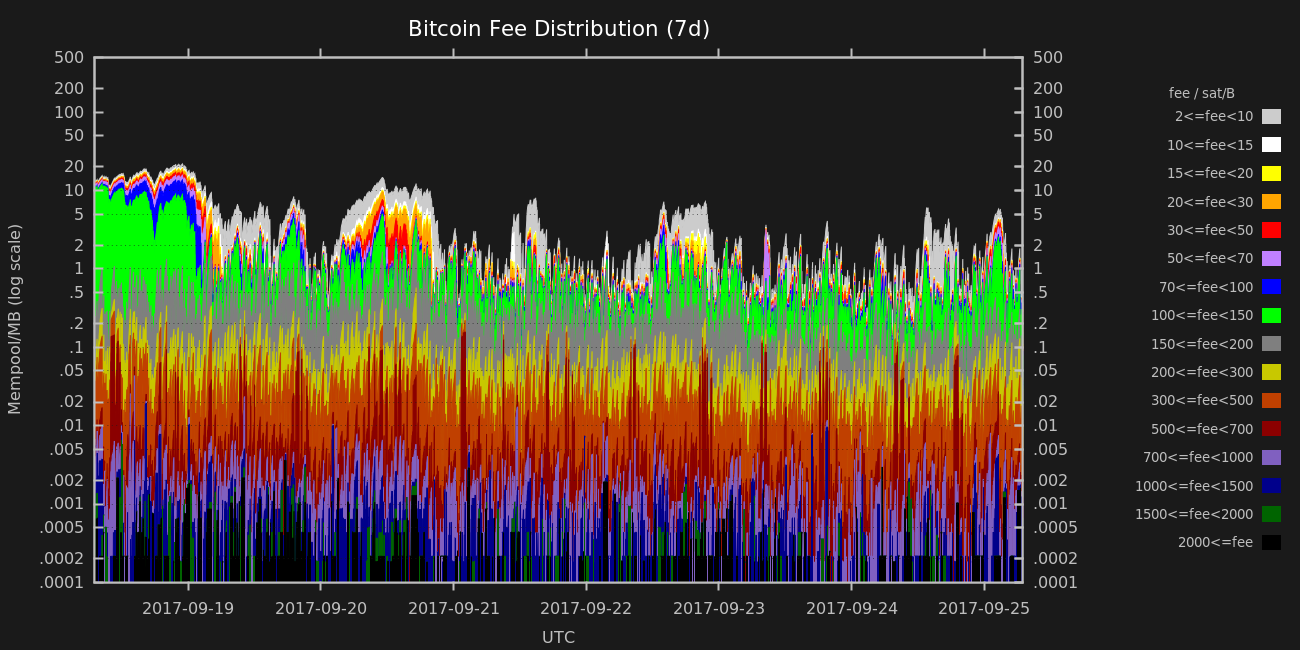 Bitcoin Fee Distribution (7d)
500
200
100
50
20
10
5
2
1
.5
.2
.1
.05
.02
.01
.005
.002
.001
.0005
.0002
.0001
Mempool/MB (log scale)
500
200
100
50
20
10
5
2
1
.5
.2
.1
.05
.02
.01
.005
.002
.001
.0005
.0002
.0001
2017-09-19
2017-09-20
2017-09-21
2017-09-22
2017-09-23
2017-09-24
2017-09-25
UTC
fee / sat/B
2<=fee<10
10<=fee<15
15<=fee<20
20<=fee<30
30<=fee<50
50<=fee<70
70<=fee<100
100<=fee<150
150<=fee<200
200<=fee<300
300<=fee<500
500<=fee<700
700<=fee<1000
1000<=fee<1500
1500<=fee<2000
2000<=fee